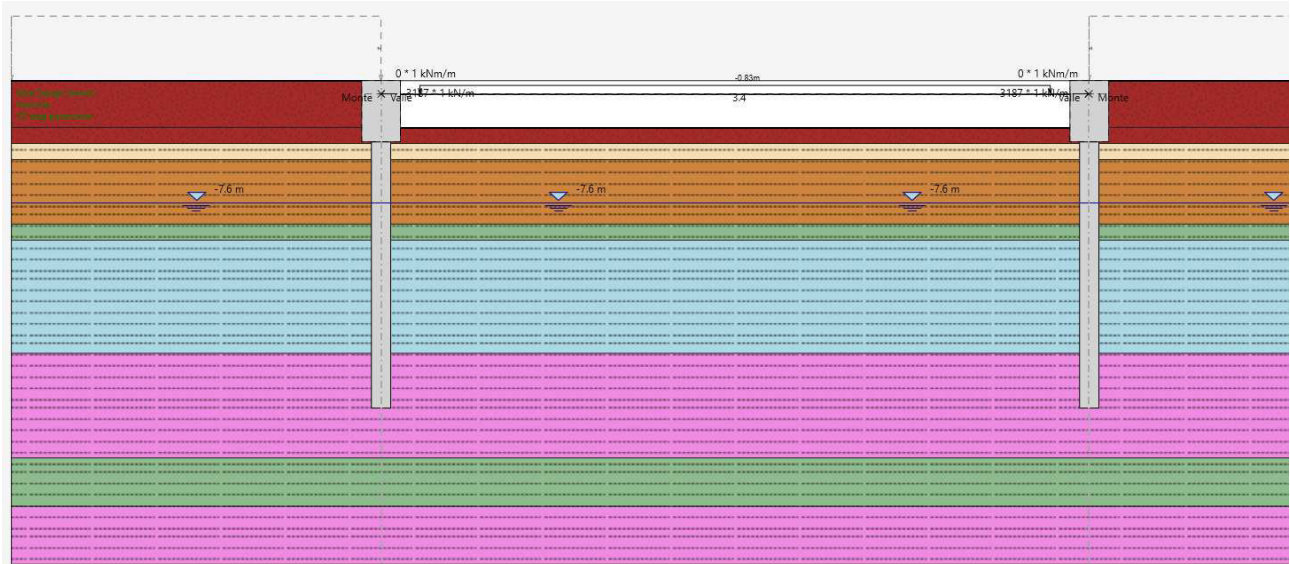 0 * 1 kNm/m
-0.83m
0 * 1 kNm/m
Monte
Valle
-3187 * 1 kN/m
3.4
-3187 * 1 kN/m
Valle
Monte
-7.6 m
-7.6 m
-7.6 m